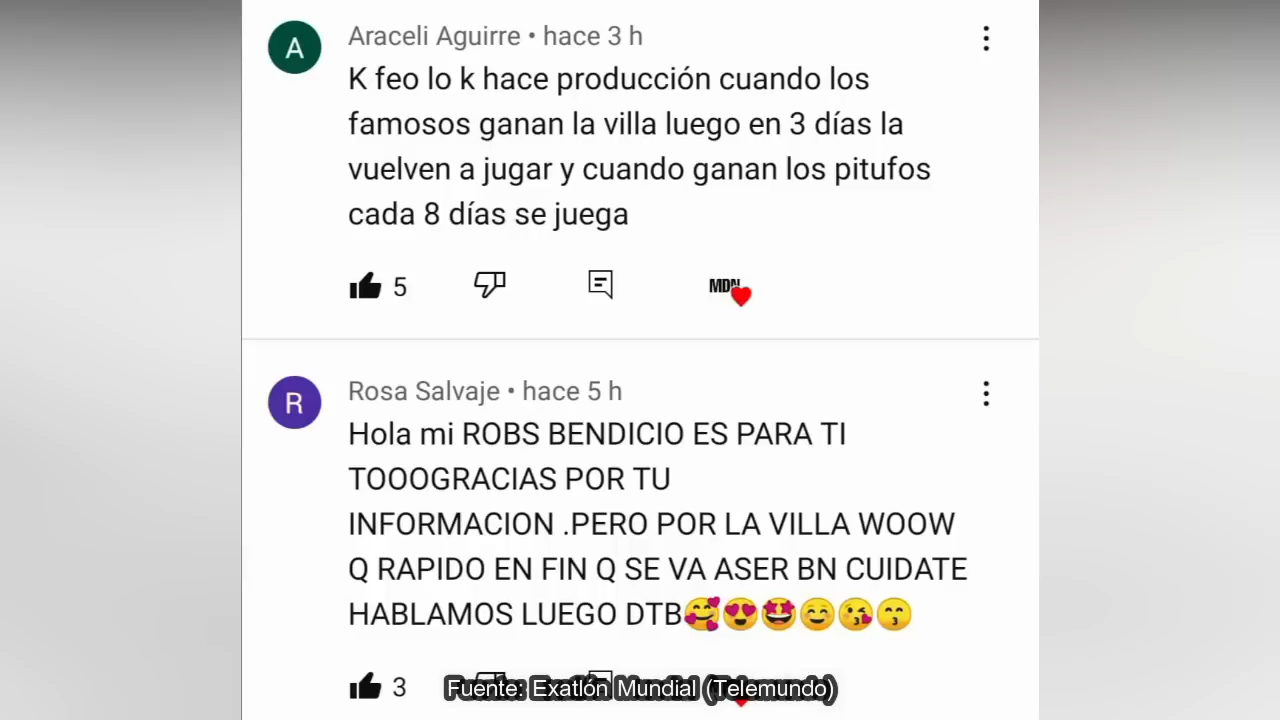 A
Araceli Aguirre • hace 3 h
K feo lo k hace producción cuando los
famosos ganan la villa luego en 3 días la
vuelven a jugar y cuando ganan los pitufos
cada 8 días se juega
5
MDN
R
Rosa Salvaje • hace 5 h
Hola mi ROBS BENDICIO ES PARA TI
TOOOGRACIAS POR TU
INFORMACION .PERO POR LA VILLA WOOW
Q RAPIDO EN FIN Q SE VA ASER BN CUIDATE
HABLAMOS LUEGO DTB🥰😍🤩☺️😘😙
3
Fuente: Exatlón Mundial (Telemundo)